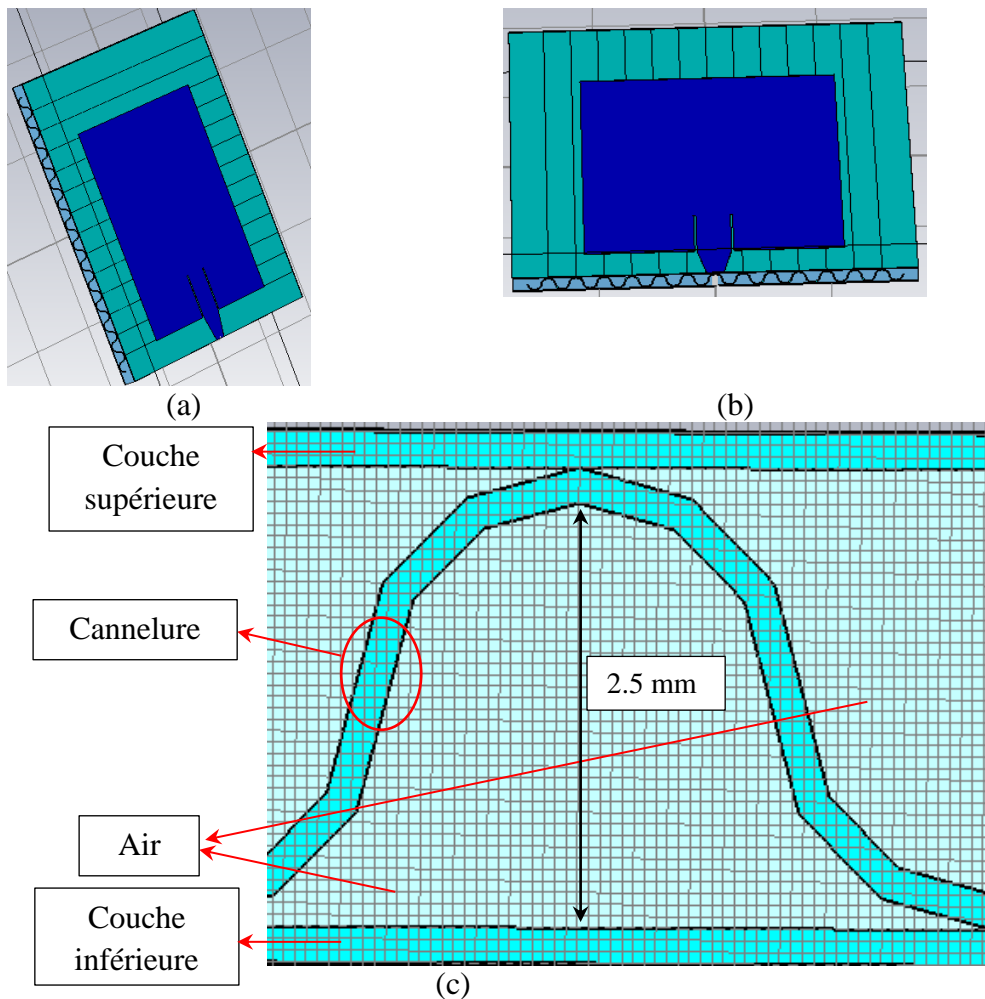 (a)
(b)
Couche
supérieure
Cannelure
2.5 mm
Air
Couche
inférieure
(c)